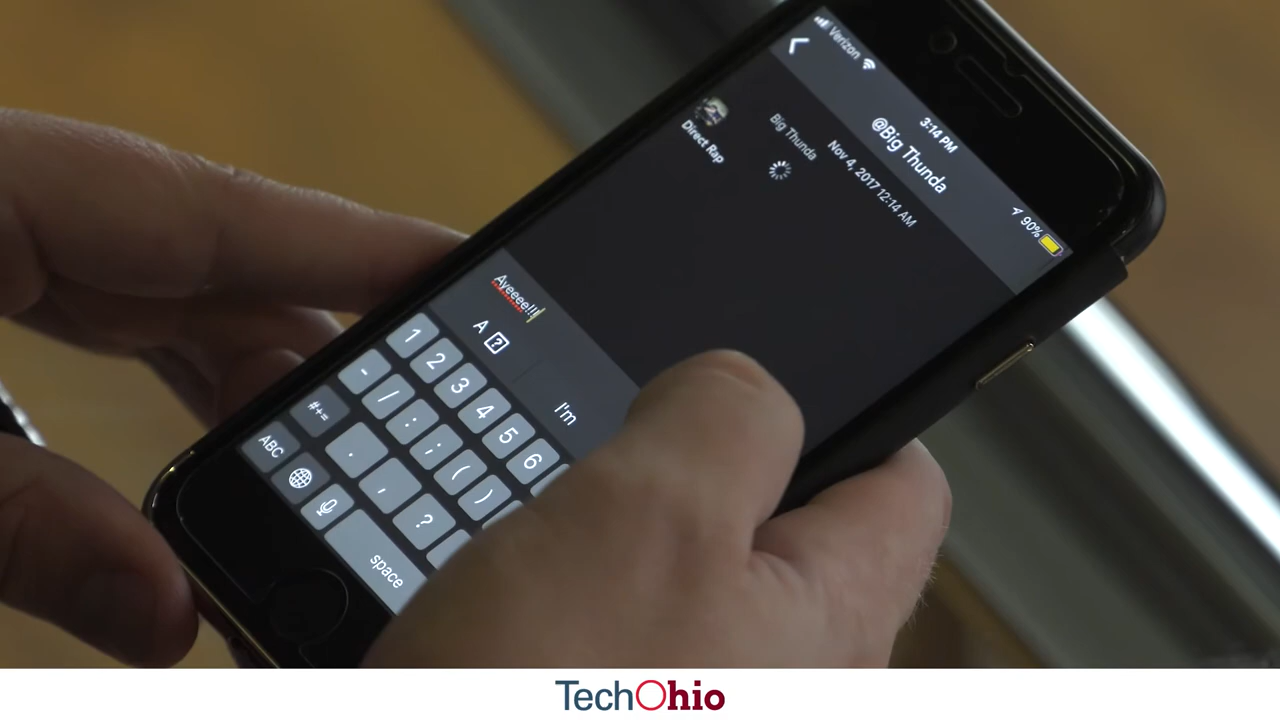 Verizon
3:14 PM
90%
@Big Thunda
Nov 4, 2017 12:14 AM
Big Thunda
Direct Rap
Ayeeee!!!
A ?
I'm
1 2 3 4 5 6
- / : ; ( )
#+= . , ?
ABC
space
TechOhio